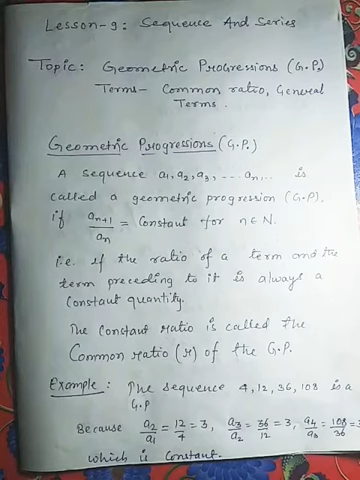 Lesson-9: Sequence And Series
Topic: Geometric Progressions (G.P.)
Terms- Common ratio, General
Terms.
Geometric Progressions (G.P.)
A sequence a₁, a₂, a₃, --- aₙ,.. is
called a geometric progression (G.P),
if aₙ₊₁/aₙ = Constant for n∈N.
i.e. if the ratio of a term and the
term preceding to it is always a
Constant quantity.
The Constant ratio is called the
Common ratio (r) of the G.P.
Example: The sequence 4, 12, 36, 108 is a
G.P
Because a₂/a₁ = 12/4 = 3, a₃/a₂ = 36/12 = 3, a₄/a₃ = 108/36 = 3
which is Constant.